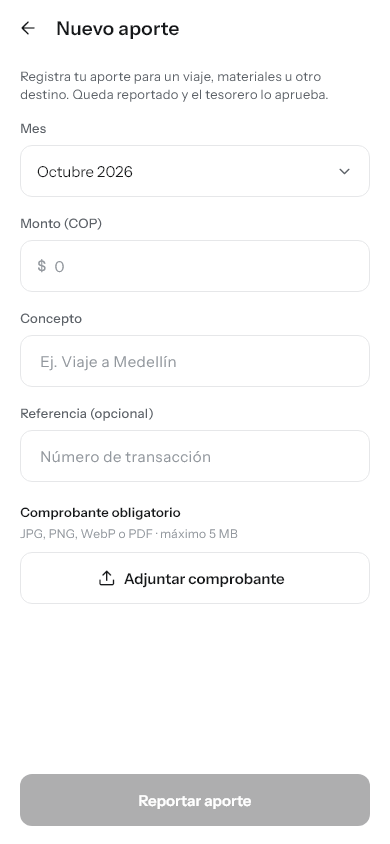 Nuevo aporte
Registra tu aporte para un viaje, materiales u otro
destino. Queda reportado y el tesorero lo aprueba.
Mes
Octubre 2026
Monto (COP)
$ 0
Concepto
Ej. Viaje a Medellín
Referencia (opcional)
Número de transacción
Comprobante obligatorio
JPG, PNG, WebP o PDF · máximo 5 MB
Adjuntar comprobante
Reportar aporte